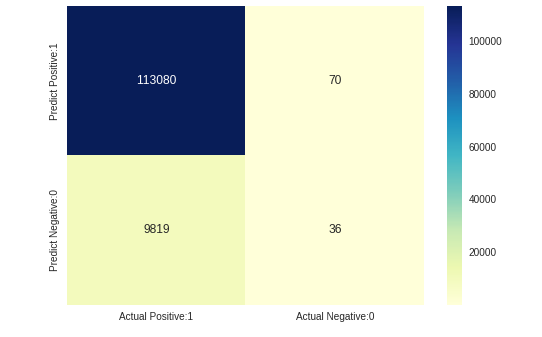 Predict Positive:1
113080
70
Predict Negative:0
9819
36
Actual Positive:1
Actual Negative:0
100000
80000
60000
40000
20000